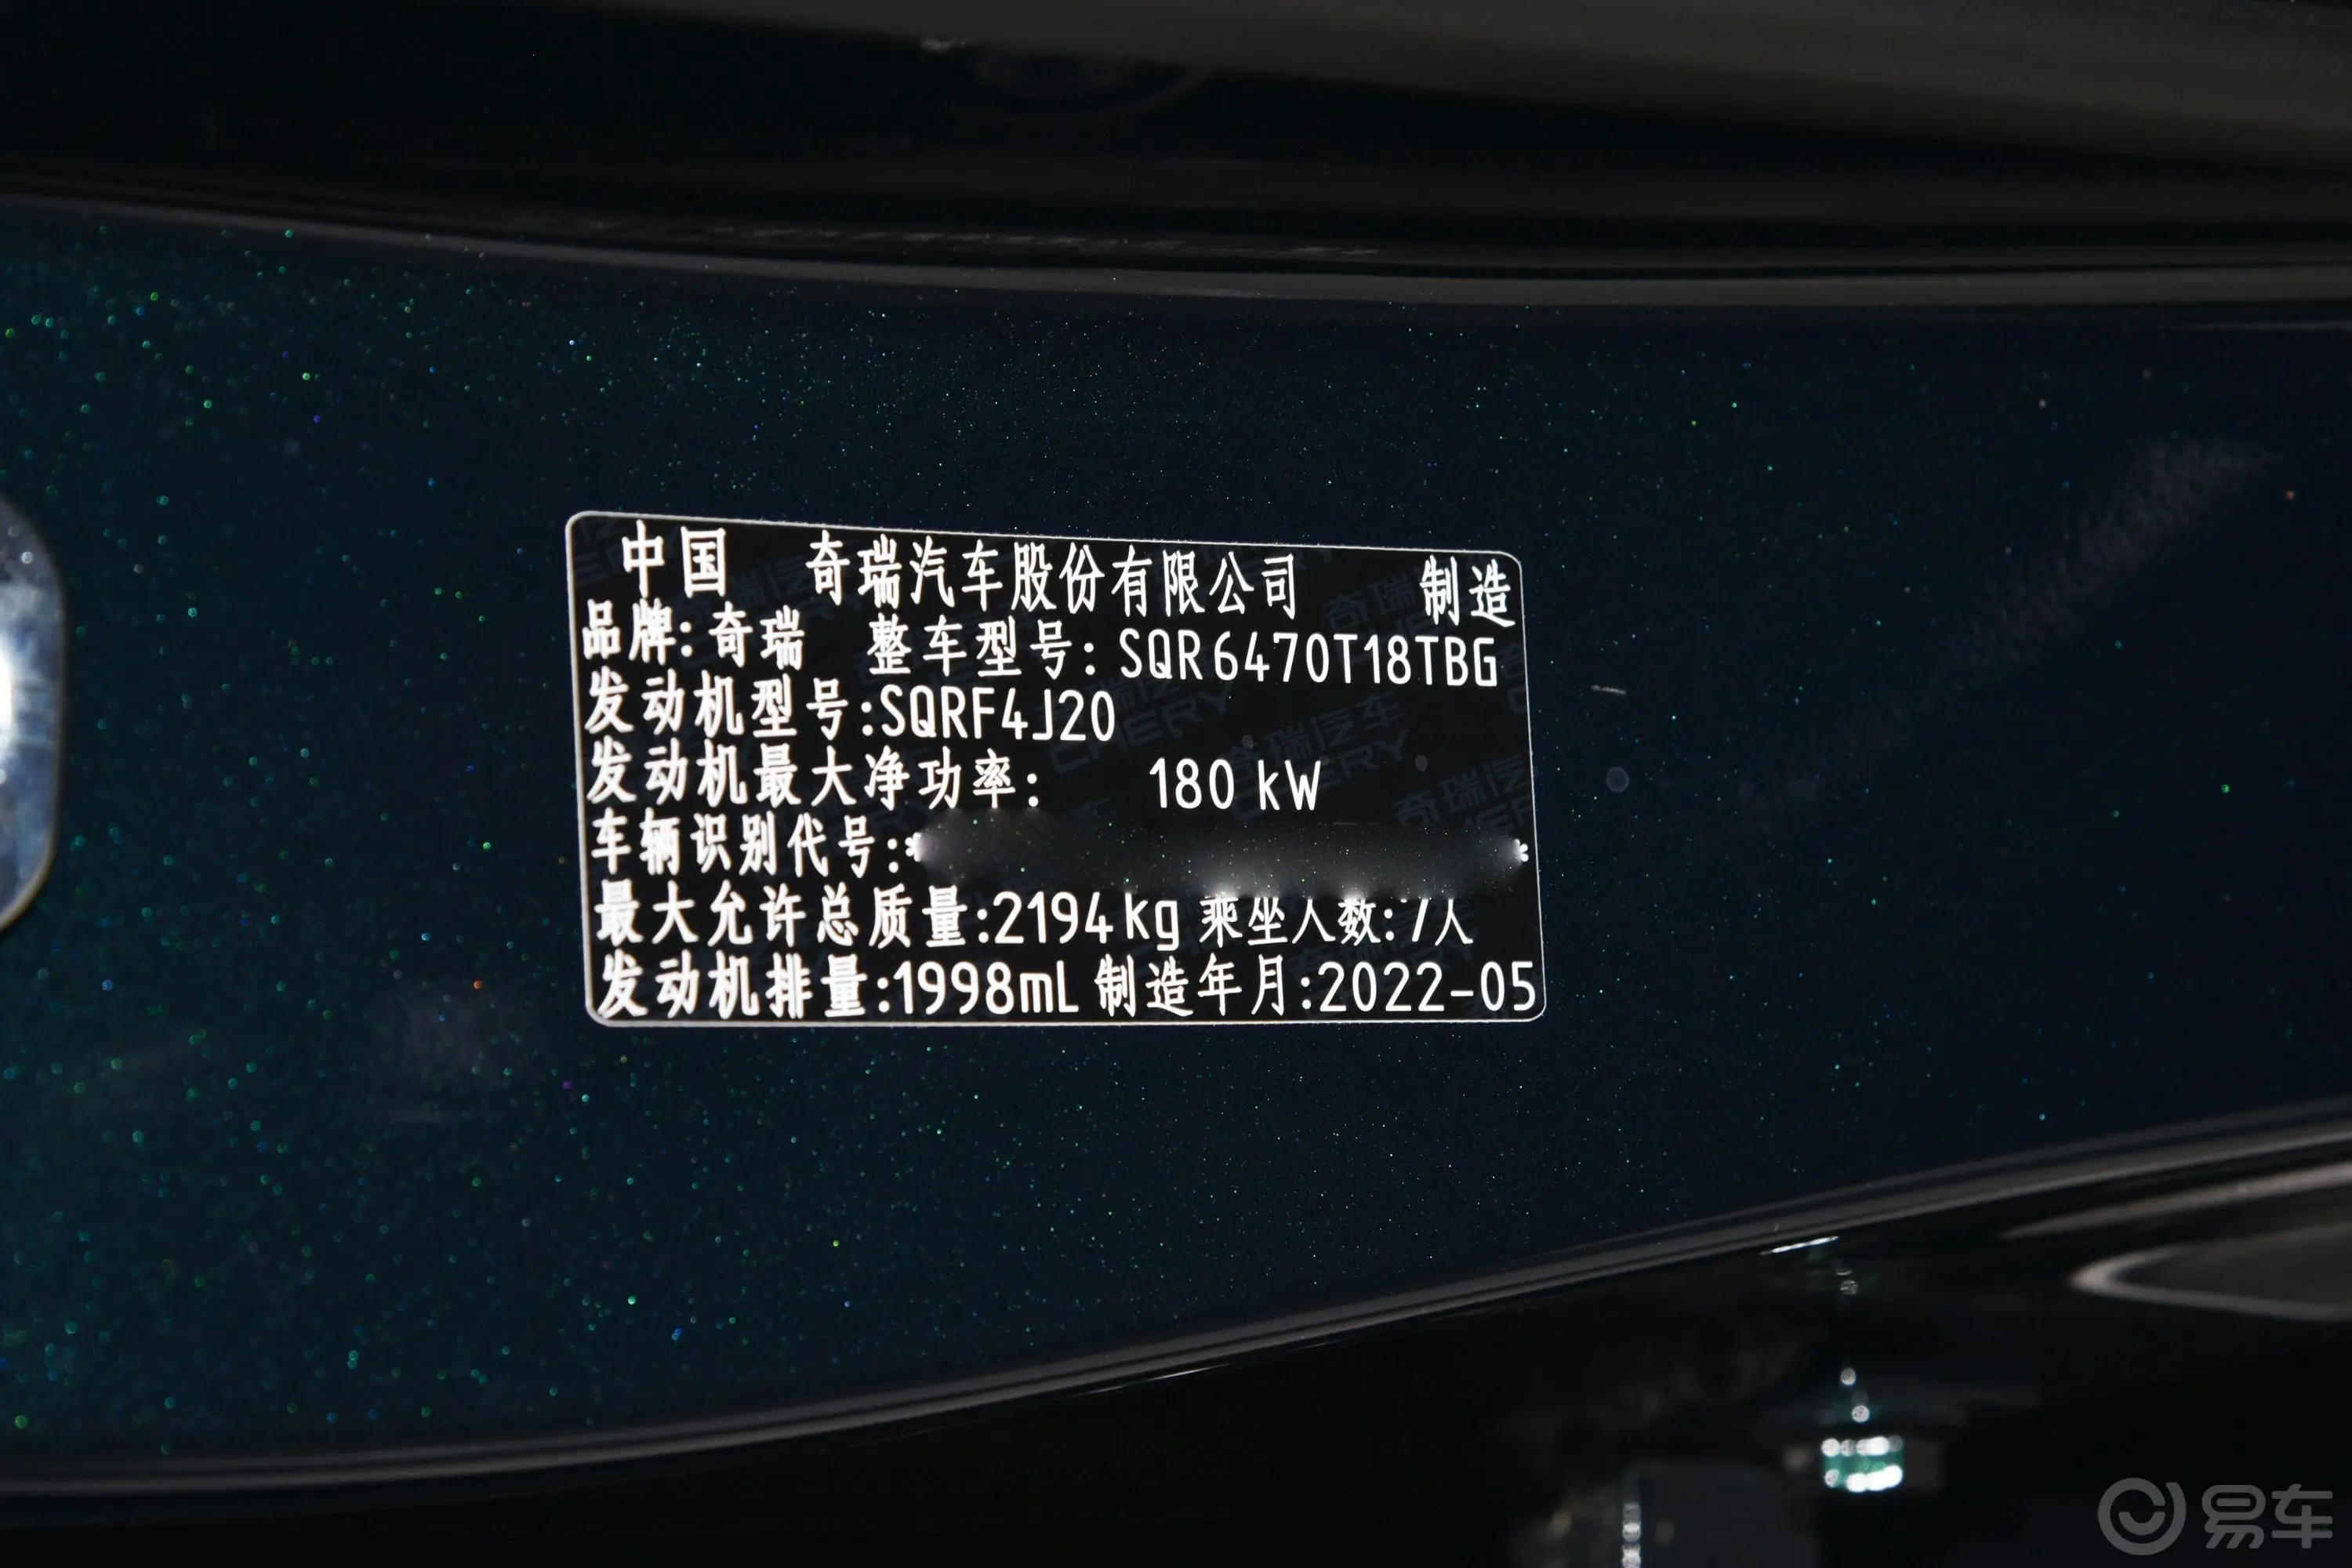 中国 奇瑞汽车股份有限公司 制造
品牌:奇瑞 整车型号:SQR6470T18TBG
发动机型号:SQRF4J20
发动机最大净功率: 180 kW
车辆识别代号:* *
最大允许总质量:2194kg 乘坐人数:7人
发动机排量:1998mL 制造年月:2022-05
易车